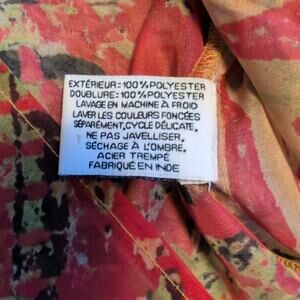 EXTÉRIEUR=100%POLYESTER
DOUBLURE=100%POLYESTER
LAVAGE EN MACHINE À FROID
LAVER LES COULEURS FONCÉES
SÉPARÉMENT,CYCLE DÉLICATE,
NE PAS JAVELLISER,
SÉCHAGE À L'OMBRE,
ACIER TREMPÉ
FABRIQUÉ EN INDE